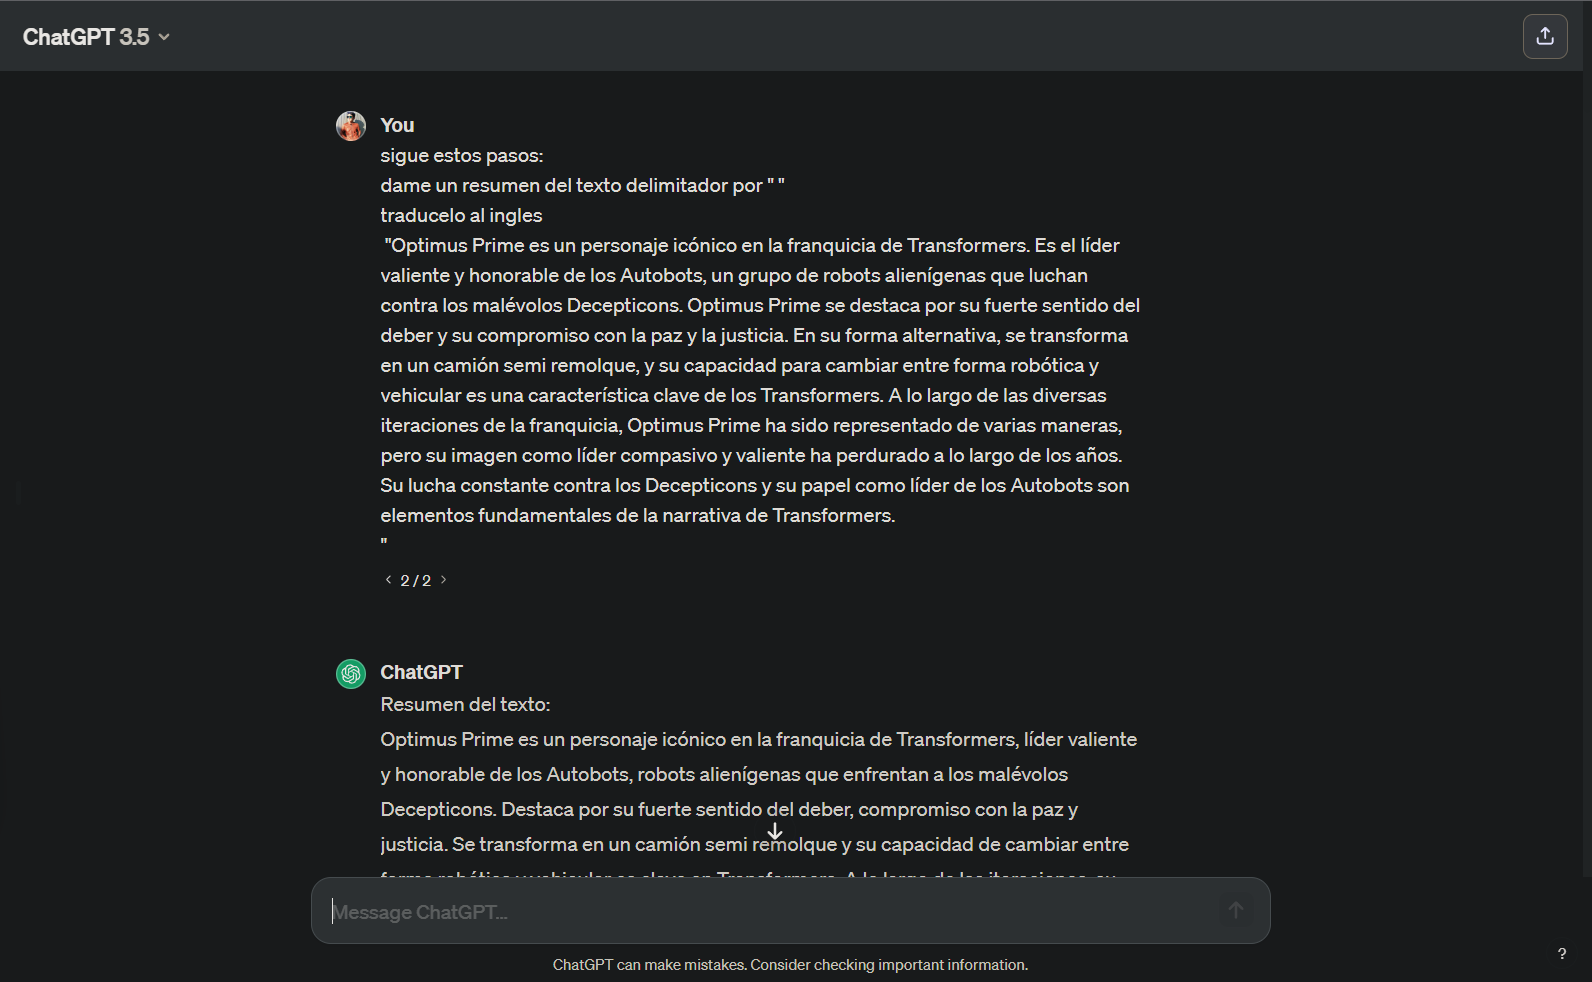 ChatGPT 3.5
You
sigue estos pasos:
dame un resumen del texto delimitador por " "
traducelo al ingles
"Optimus Prime es un personaje icónico en la franquicia de Transformers. Es el líder
valiente y honorable de los Autobots, un grupo de robots alienígenas que luchan
contra los malévolos Decepticons. Optimus Prime se destaca por su fuerte sentido del
deber y su compromiso con la paz y la justicia. En su forma alternativa, se transforma
en un camión semi remolque, y su capacidad para cambiar entre forma robótica y
vehicular es una característica clave de los Transformers. A lo largo de las diversas
iteraciones de la franquicia, Optimus Prime ha sido representado de varias maneras,
pero su imagen como líder compasivo y valiente ha perdurado a lo largo de los años.
Su lucha constante contra los Decepticons y su papel como líder de los Autobots son
elementos fundamentales de la narrativa de Transformers.
"
< 2 / 2 >
ChatGPT
Resumen del texto:
Optimus Prime es un personaje icónico en la franquicia de Transformers, líder valiente
y honorable de los Autobots, robots alienígenas que enfrentan a los malévolos
Decepticons. Destaca por su fuerte sentido del deber, compromiso con la paz y
justicia. Se transforma en un camión semi remolque y su capacidad de cambiar entre
Message ChatGPT...
ChatGPT can make mistakes. Consider checking important information.
?